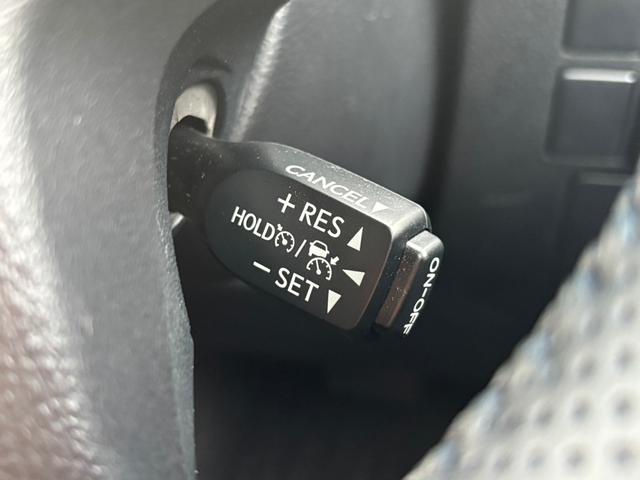 CANCEL
+ RES
HOLD /
− SET
ON-OFF